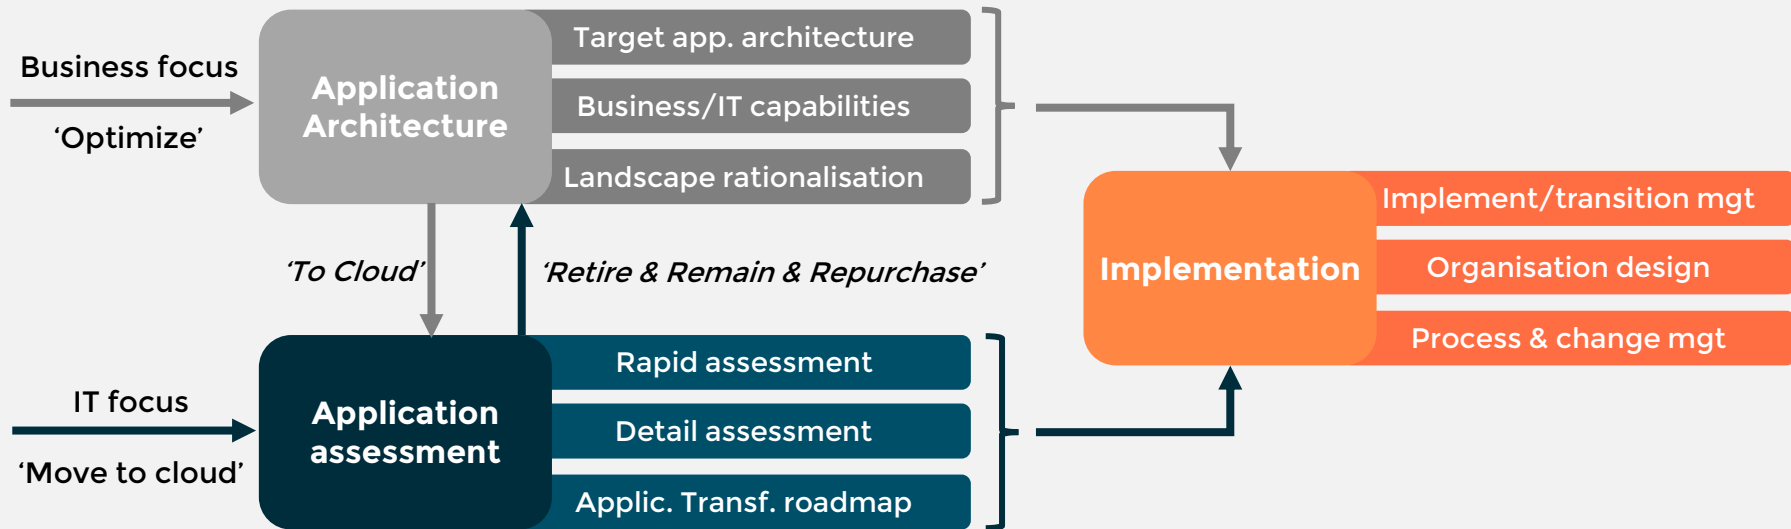 Business focus
‘Optimize’
Application
Architecture
Target app. architecture
Business/IT capabilities
Landscape rationalisation
‘To Cloud’
‘Retire & Remain & Repurchase’
IT focus
‘Move to cloud’
Application
assessment
Rapid assessment
Detail assessment
Applic. Transf. roadmap
Implementation
Implement/transition mgt
Organisation design
Process & change mgt